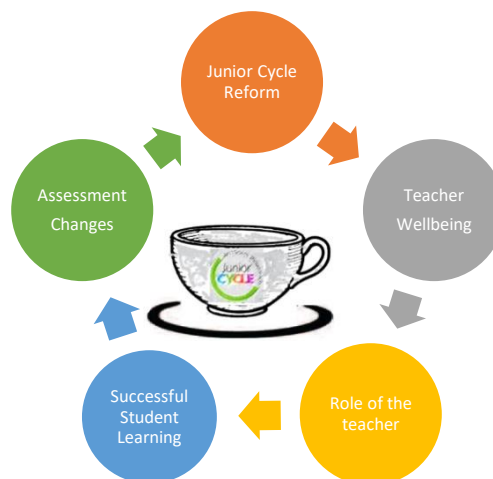 Junior Cycle
Reform
Teacher
Wellbeing
Role of the
teacher
Successful
Student
Learning
Assessment
Changes
Junior
CYCLE